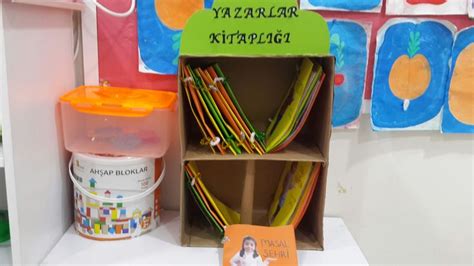 YAZARLAR
KİTAPLIĞI
AHŞAP BLOKLAR
MASAL
ŞEHRİ